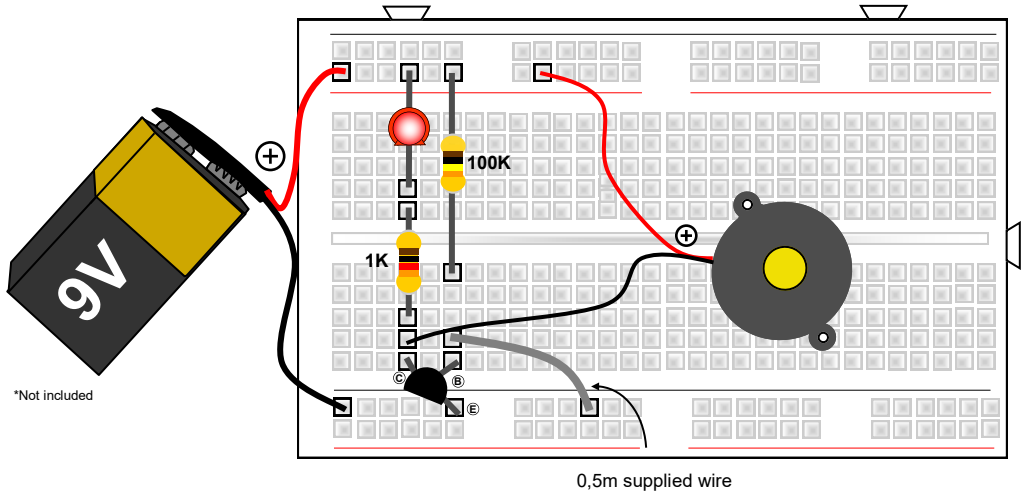 +
100K
+
1K
9V
C
B
E
*Not included
0,5m supplied wire